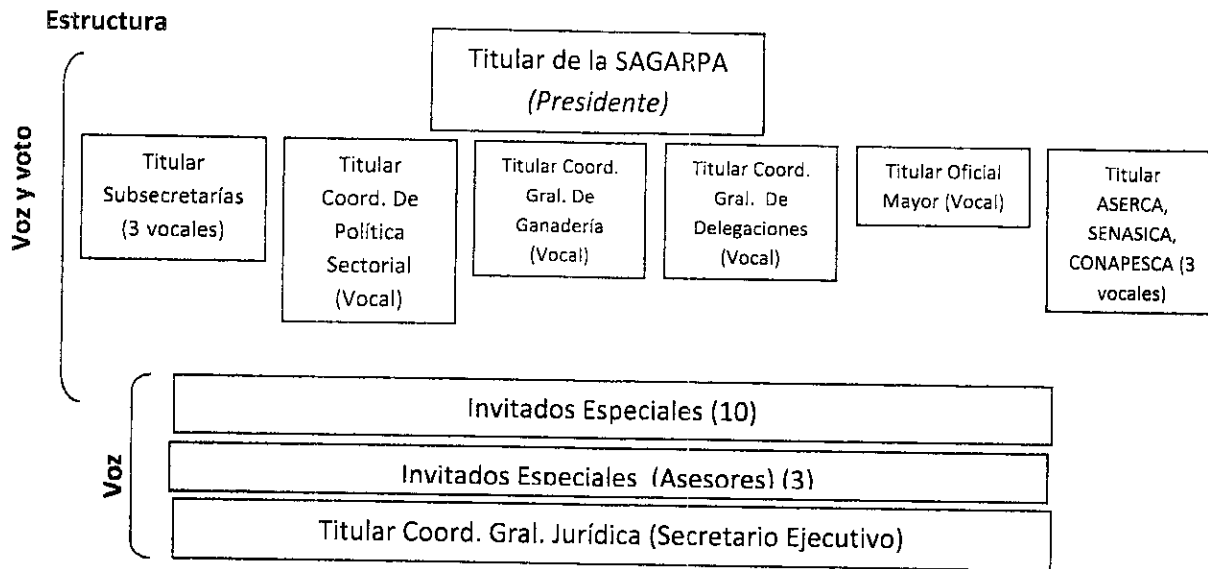 Estructura
Voz y voto
Titular de la SAGARPA
(Presidente)
Titular
Subsecretarías
(3 vocales)
Titular
Coord. De
Política
Sectorial
(Vocal)
Titular Coord.
Gral. De
Ganadería
(Vocal)
Titular Coord.
Gral. De
Delegaciones
(Vocal)
Titular Oficial
Mayor (Vocal)
Titular
ASERCA,
SENASICA,
CONAPESCA (3
vocales)
Voz
Invitados Especiales (10)
Invitados Especiales (Asesores) (3)
Titular Coord. Gral. Jurídica (Secretario Ejecutivo)